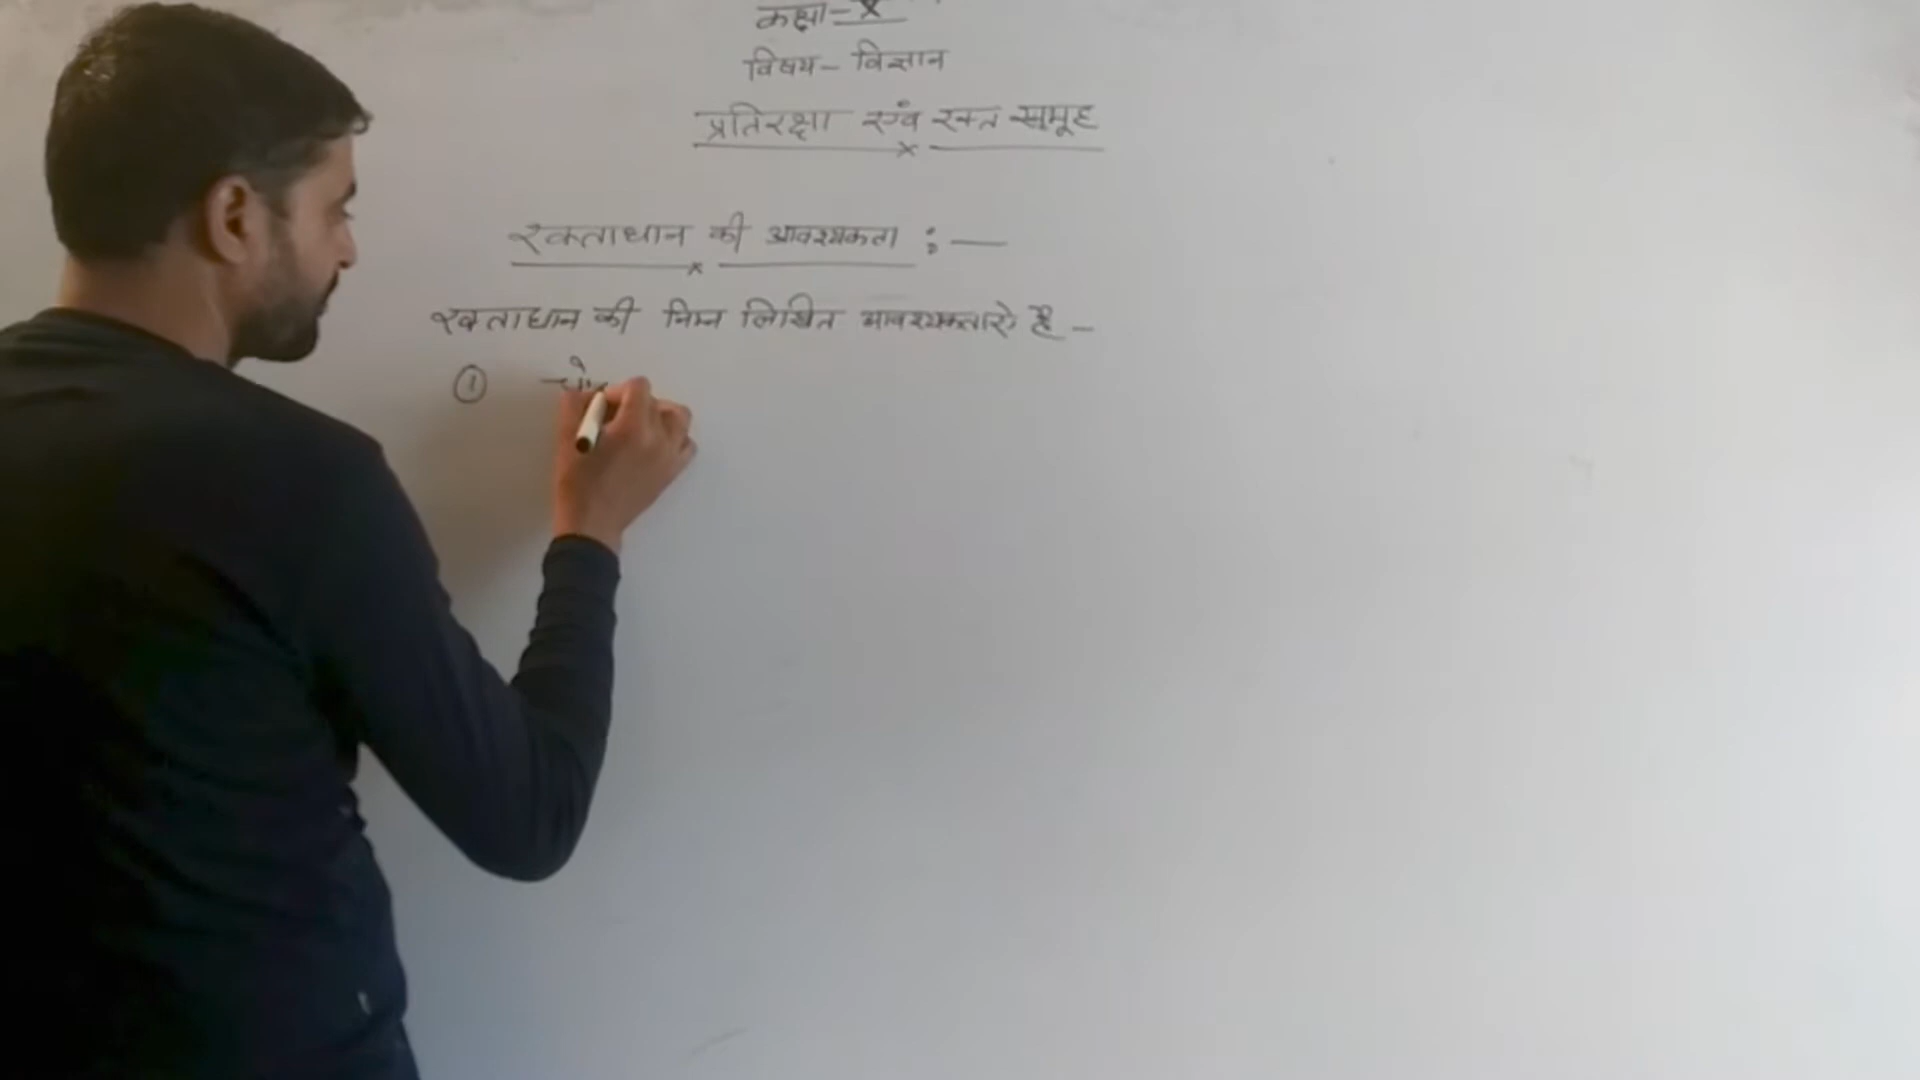 कक्षा - X
विषय - विज्ञान
प्रतिरक्षा एवं रक्त समूह
रक्ताधान की आवश्यकता :—
रक्ताधान की निम्न लिखित आवश्यकताऐ है -
①